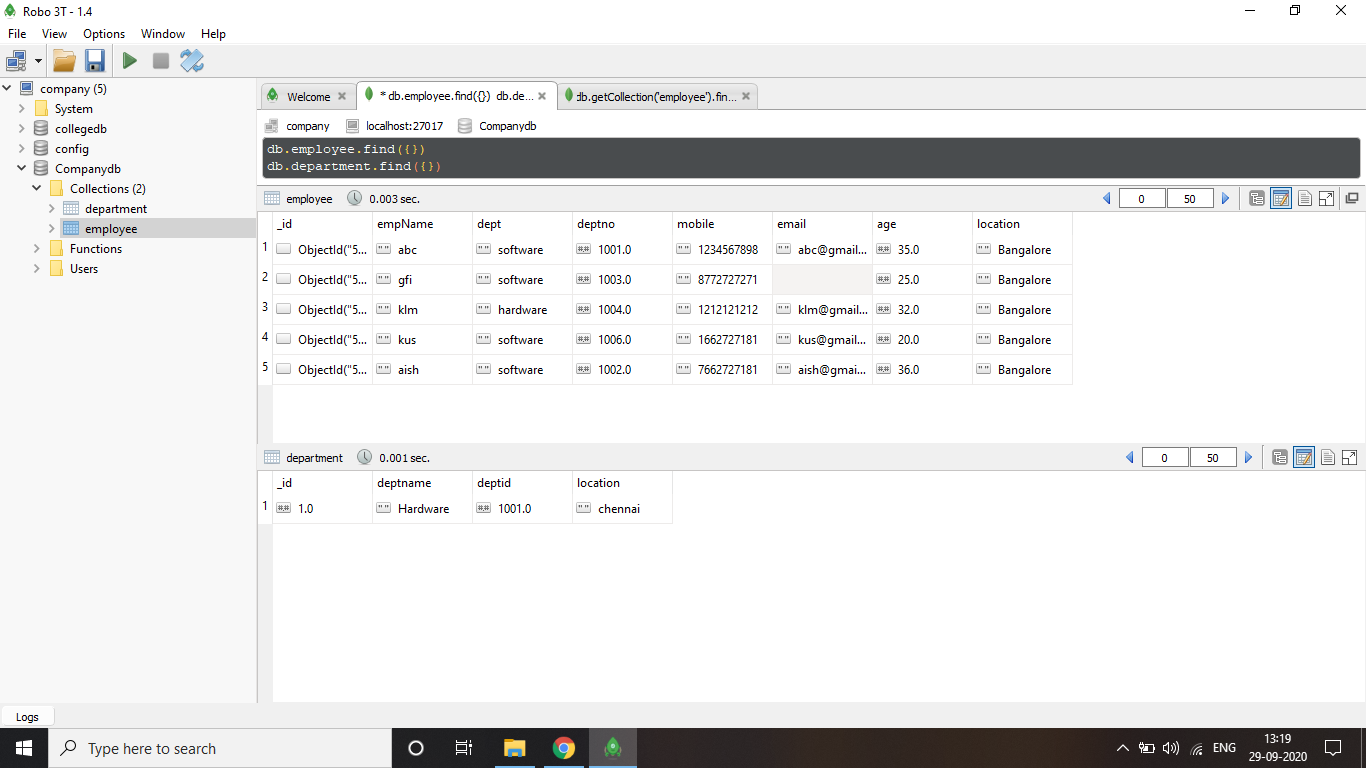 Robo 3T - 1.4
File View Options Window Help
company (5)
System
collegedb
config
Companydb
Collections (2)
department
employee
Functions
Users
Welcome * db.employee.find({}) db.de... db.getCollection('employee').fin...
company localhost:27017 Companydb
db.employee.find({})
db.department.find({})
employee 0.003 sec. 0 50
_id empName dept deptno mobile email age location
1 ObjectId("5... "" abc "" software ## 1001.0 "" 1234567898 "" abc@gmail... ## 35.0 "" Bangalore
2 ObjectId("5... "" gfi "" software ## 1003.0 "" 8772727271 ## 25.0 "" Bangalore
3 ObjectId("5... "" klm "" hardware ## 1004.0 "" 1212121212 "" klm@gmail... ## 32.0 "" Bangalore
4 ObjectId("5... "" kus "" software ## 1006.0 "" 1662727181 "" kus@gmail... ## 20.0 "" Bangalore
5 ObjectId("5... "" aish "" software ## 1002.0 "" 7662727181 "" aish@gmai... ## 36.0 "" Bangalore
department 0.001 sec. 0 50
_id deptname deptid location
1 ## 1.0 "" Hardware ## 1001.0 "" chennai
Logs
Type here to search
ENG
13:19
29-09-2020